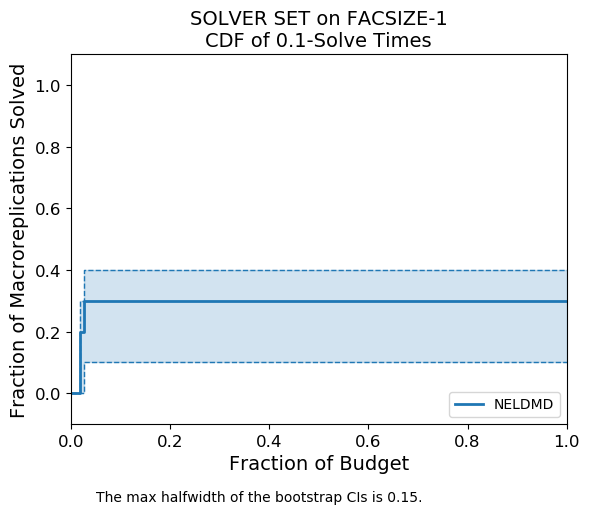 SOLVER SET on FACSIZE-1
CDF of 0.1-Solve Times
Fraction of Macroreplications Solved
1.0
0.8
0.6
0.4
0.2
0.0
NELDMD
0.0 0.2 0.4 0.6 0.8 1.0
Fraction of Budget
The max halfwidth of the bootstrap CIs is 0.15.